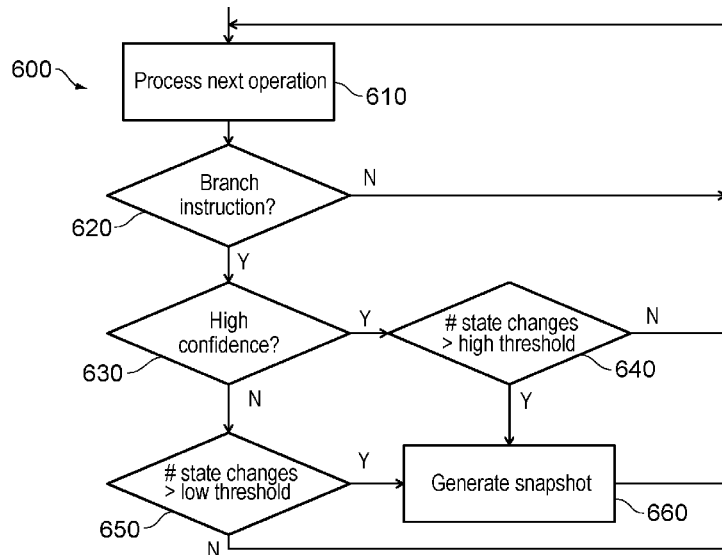 600
Process next operation
610
Branch
instruction?
N
620
Y
High
confidence?
Y
# state changes
> high threshold
N
630
640
N
Y
# state changes
> low threshold
Y
Generate snapshot
650
660
N